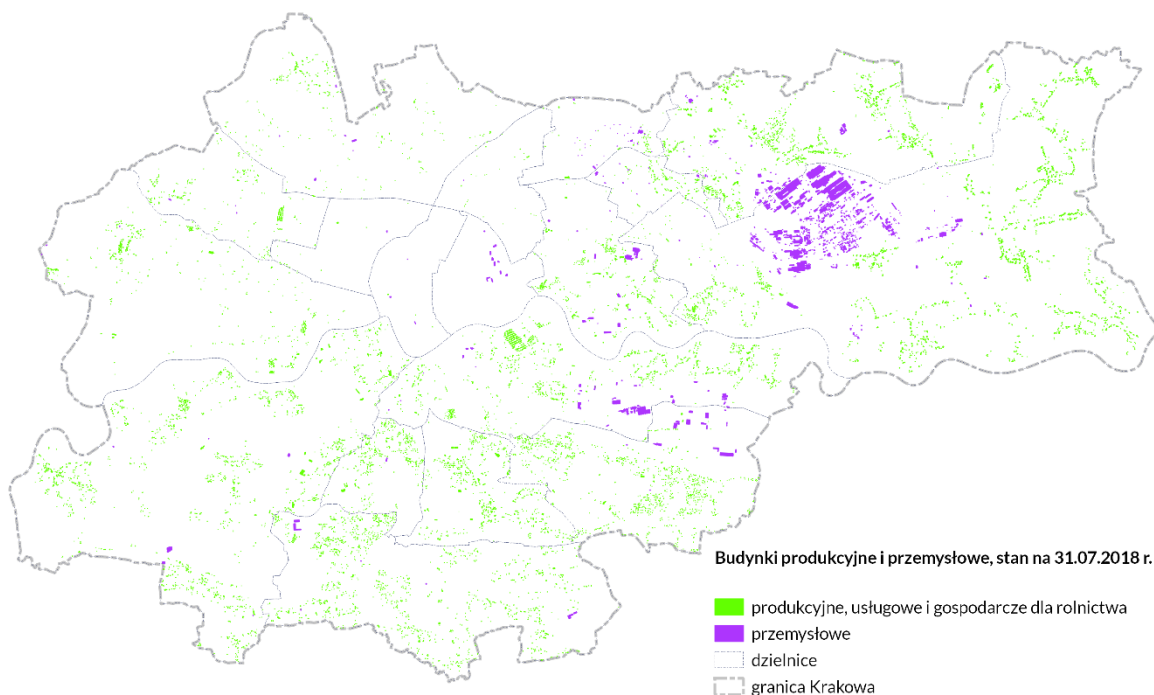 Budynki produkcyjne i przemysłowe, stan na 31.07.2018 r.
produkcyjne, usługowe i gospodarcze dla rolnictwa
przemysłowe
dzielnice
granica Krakowa